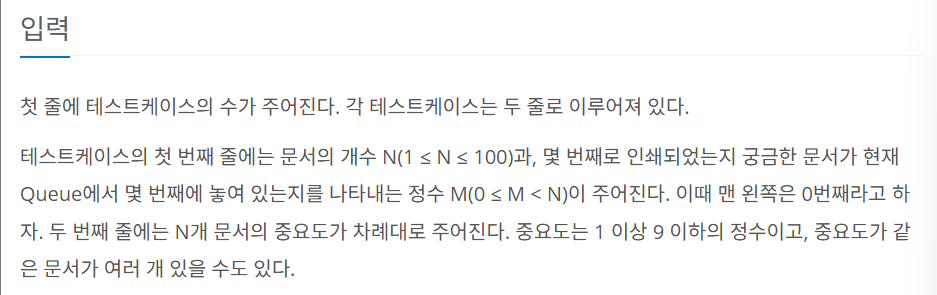 입력
첫 줄에 테스트케이스의 수가 주어진다. 각 테스트케이스는 두 줄로 이루어져 있다.
테스트케이스의 첫 번째 줄에는 문서의 개수 N(1 ≤ N ≤ 100)과, 몇 번째로 인쇄되었는지 궁금한 문서가 현재
Queue에서 몇 번째에 놓여 있는지를 나타내는 정수 M(0 ≤ M < N)이 주어진다. 이때 맨 왼쪽은 0번째라고 하
자. 두 번째 줄에는 N개 문서의 중요도가 차례대로 주어진다. 중요도는 1 이상 9 이하의 정수이고, 중요도가 같
은 문서가 여러 개 있을 수도 있다.